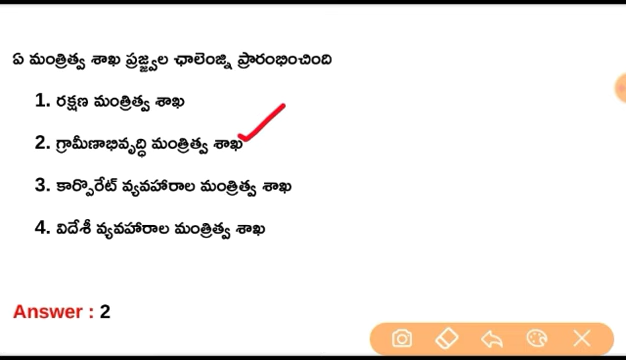 ఏ మంత్రిత్వ శాఖ ప్రజ్జ్వల ఛాలెంజ్ని ప్రారంభించింది
1. రక్షణ మంత్రిత్వ శాఖ
2. గ్రామీణాభివృద్ధి మంత్రిత్వ శాఖ
3. కార్పొరేట్ వ్యవహారాల మంత్రిత్వ శాఖ
4. విదేశీ వ్యవహారాల మంత్రిత్వ శాఖ
Answer : 2